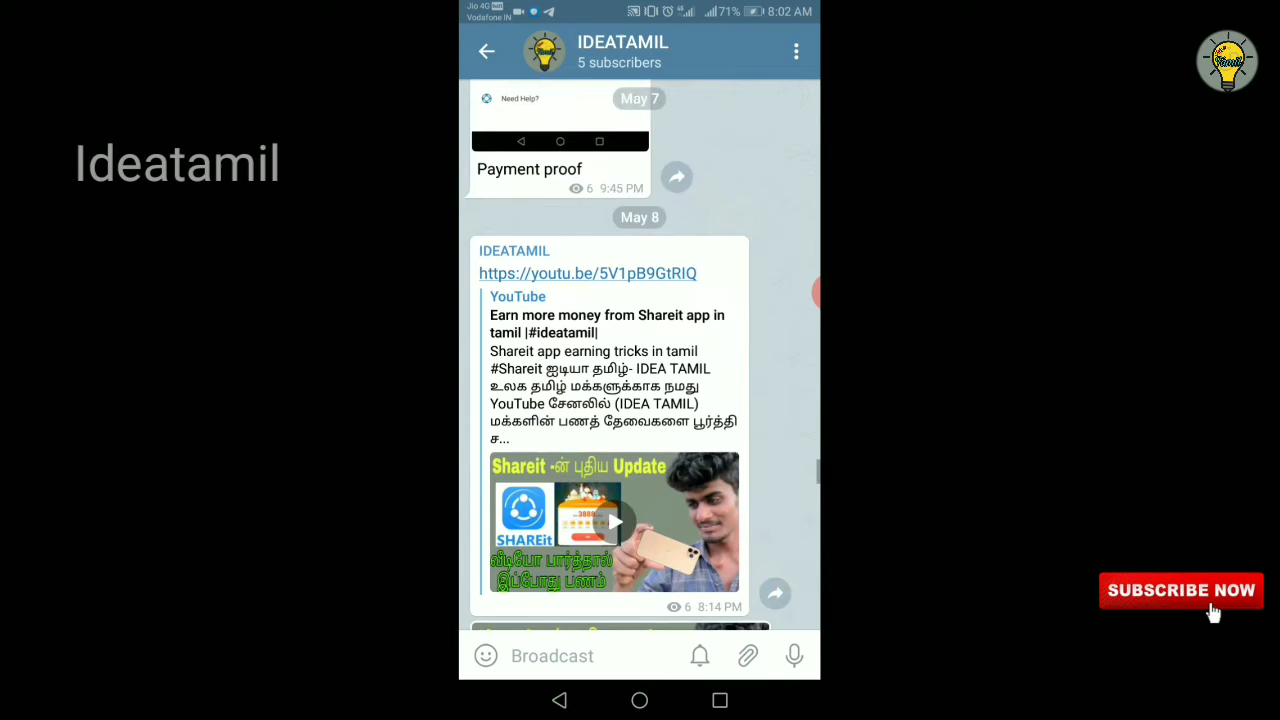 Jio 4G
Vodafone IN
71% 8:02 AM
IDEATAMIL
5 subscribers
Need Help?
May 7
Payment proof
6 9:45 PM
May 8
IDEATAMIL
https://youtu.be/5V1pB9GtRIQ
YouTube
Earn more money from Shareit app in
tamil |#ideatamil|
Shareit app earning tricks in tamil
#Shareit ஐடியா தமிழ்- IDEA TAMIL
உலக தமிழ் மக்களுக்காக நமது
YouTube சேனலில் (IDEA TAMIL)
மக்களின் பணத் தேவைகளை பூர்த்தி
ச...
Shareit -ன் புதிய Update
3888
SHAREit
வீடியோ பார்த்தால்
இப்போது பணம்
6 8:14 PM
Broadcast
Ideatamil
SUBSCRIBE NOW